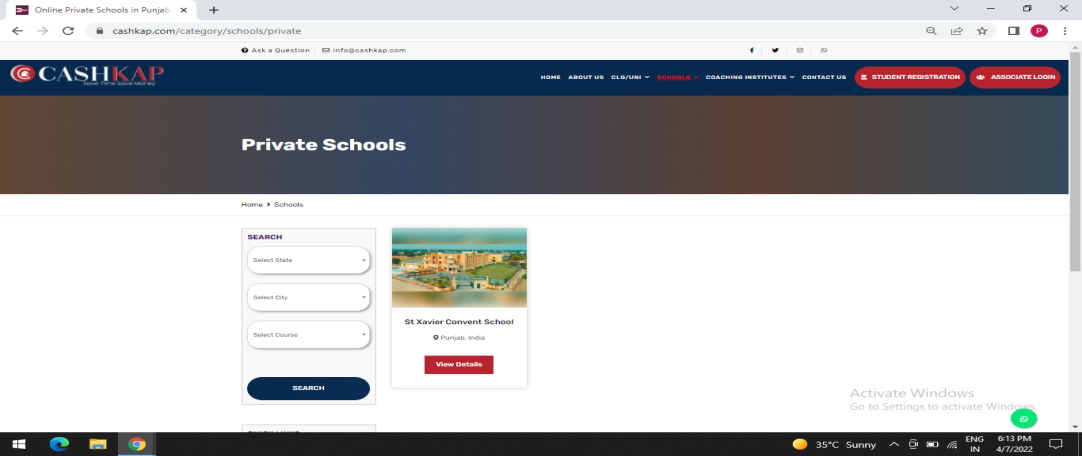 Online Private Schools in Punjab
cashkap.com/category/schools/private
P
Ask a Question
info@cashkap.com
CASHKAP
Save Time Save Money
HOME ABOUT US CLG/UNI SCHOOLS COACHING INSTITUTES CONTACT US
STUDENT REGISTRATION
ASSOCIATE LOGIN
Private Schools
Home > Schools
SEARCH
Select State
Select City
Select Course
SEARCH
St Xavier Convent School
Punjab, India
View Details
Activate Windows
Go to Settings to activate Windows.
35°C Sunny
ENG
IN
6:13 PM
4/7/2022